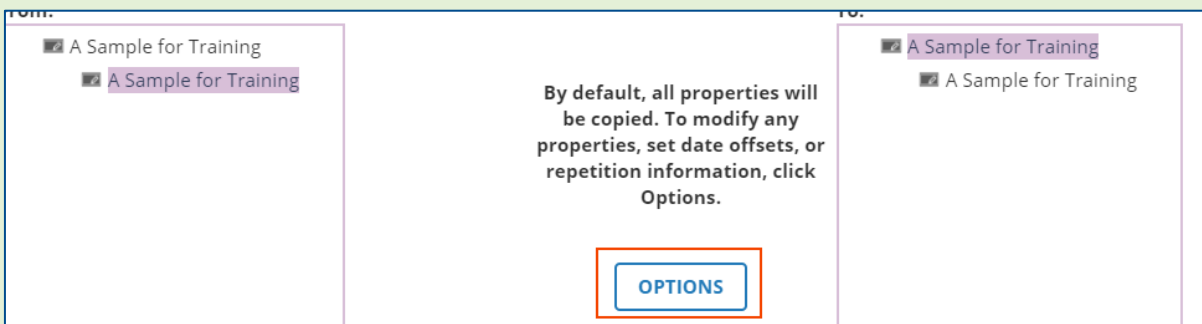 To:
A Sample for Training
A Sample for Training
By default, all properties will
be copied. To modify any
properties, set date offsets, or
repetition information, click
Options.
OPTIONS
A Sample for Training
A Sample for Training